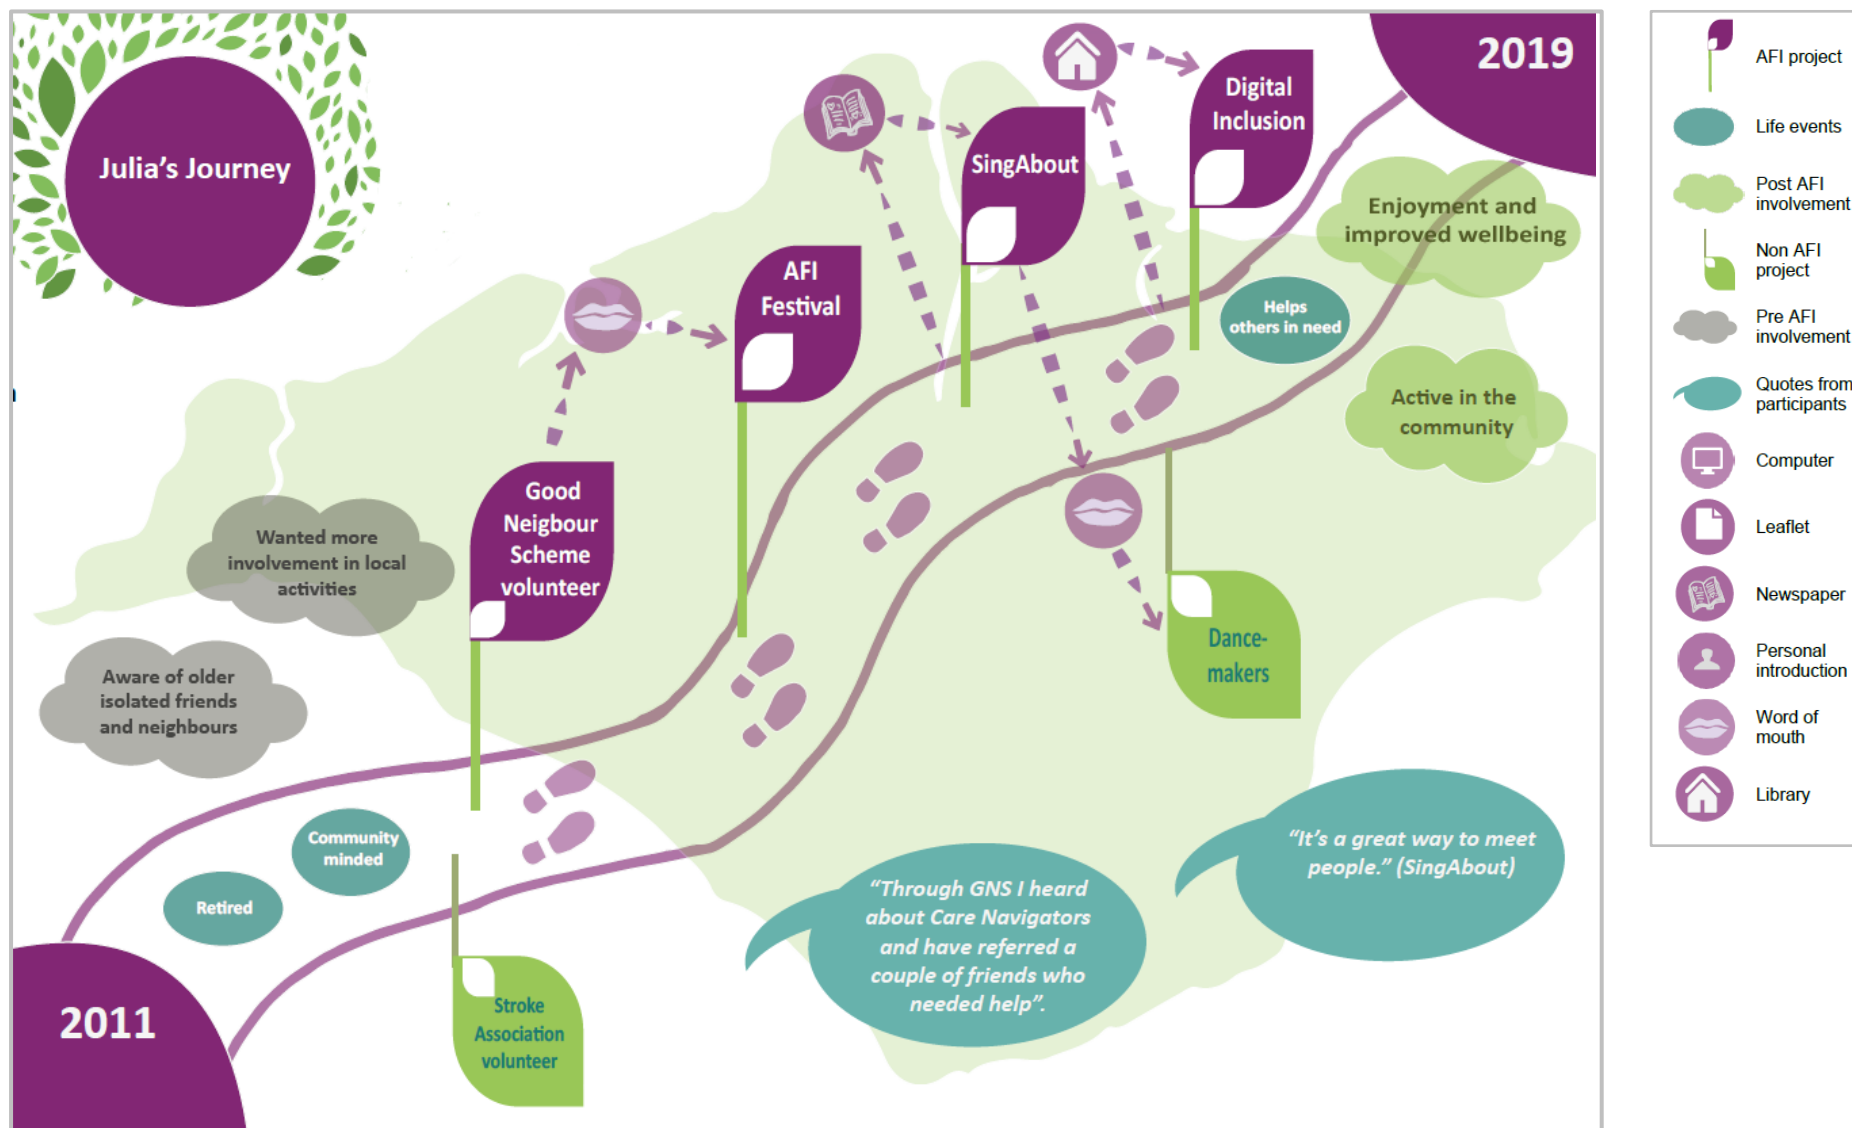 Julia's Journey
2019
Digital
Inclusion
SingAbout
AFI
Festival
Good
Neigbour
Scheme
volunteer
Enjoyment and
improved wellbeing
Helps
others in need
Active in the
community
Wanted more
involvement in local
activities
Aware of older
isolated friends
and neighbours
Dance-
makers
Community
minded
Retired
2011
Stroke
Association
volunteer
“Through GNS I heard
about Care Navigators
and have referred a
couple of friends who
needed help”.
“It’s a great way to meet
people.” (SingAbout)
AFI project
Life events
Post AFI
involvement
Non AFI
project
Pre AFI
involvement
Quotes from
participants
Computer
Leaflet
Newspaper
Personal
introduction
Word of
mouth
Library